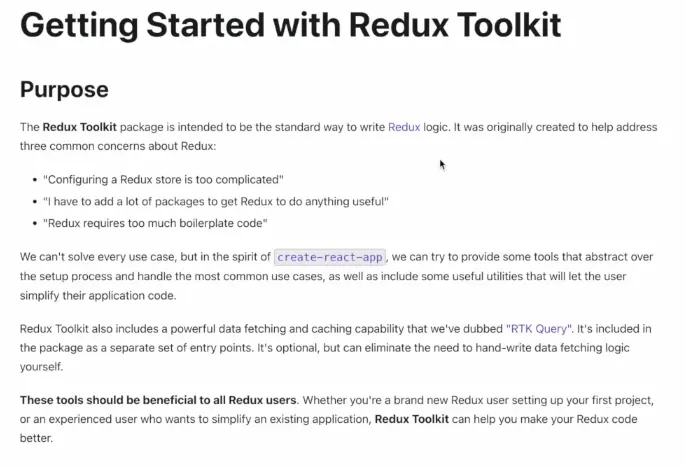 Getting Started with Redux Toolkit
Purpose
The Redux Toolkit package is intended to be the standard way to write Redux logic. It was originally created to help address
three common concerns about Redux:
• "Configuring a Redux store is too complicated"
• "I have to add a lot of packages to get Redux to do anything useful"
• "Redux requires too much boilerplate code"
We can't solve every use case, but in the spirit of create-react-app, we can try to provide some tools that abstract over
the setup process and handle the most common use cases, as well as include some useful utilities that will let the user
simplify their application code.
Redux Toolkit also includes a powerful data fetching and caching capability that we've dubbed "RTK Query". It's included in
the package as a separate set of entry points. It's optional, but can eliminate the need to hand-write data fetching logic
yourself.
These tools should be beneficial to all Redux users. Whether you're a brand new Redux user setting up your first project,
or an experienced user who wants to simplify an existing application, Redux Toolkit can help you make your Redux code
better.